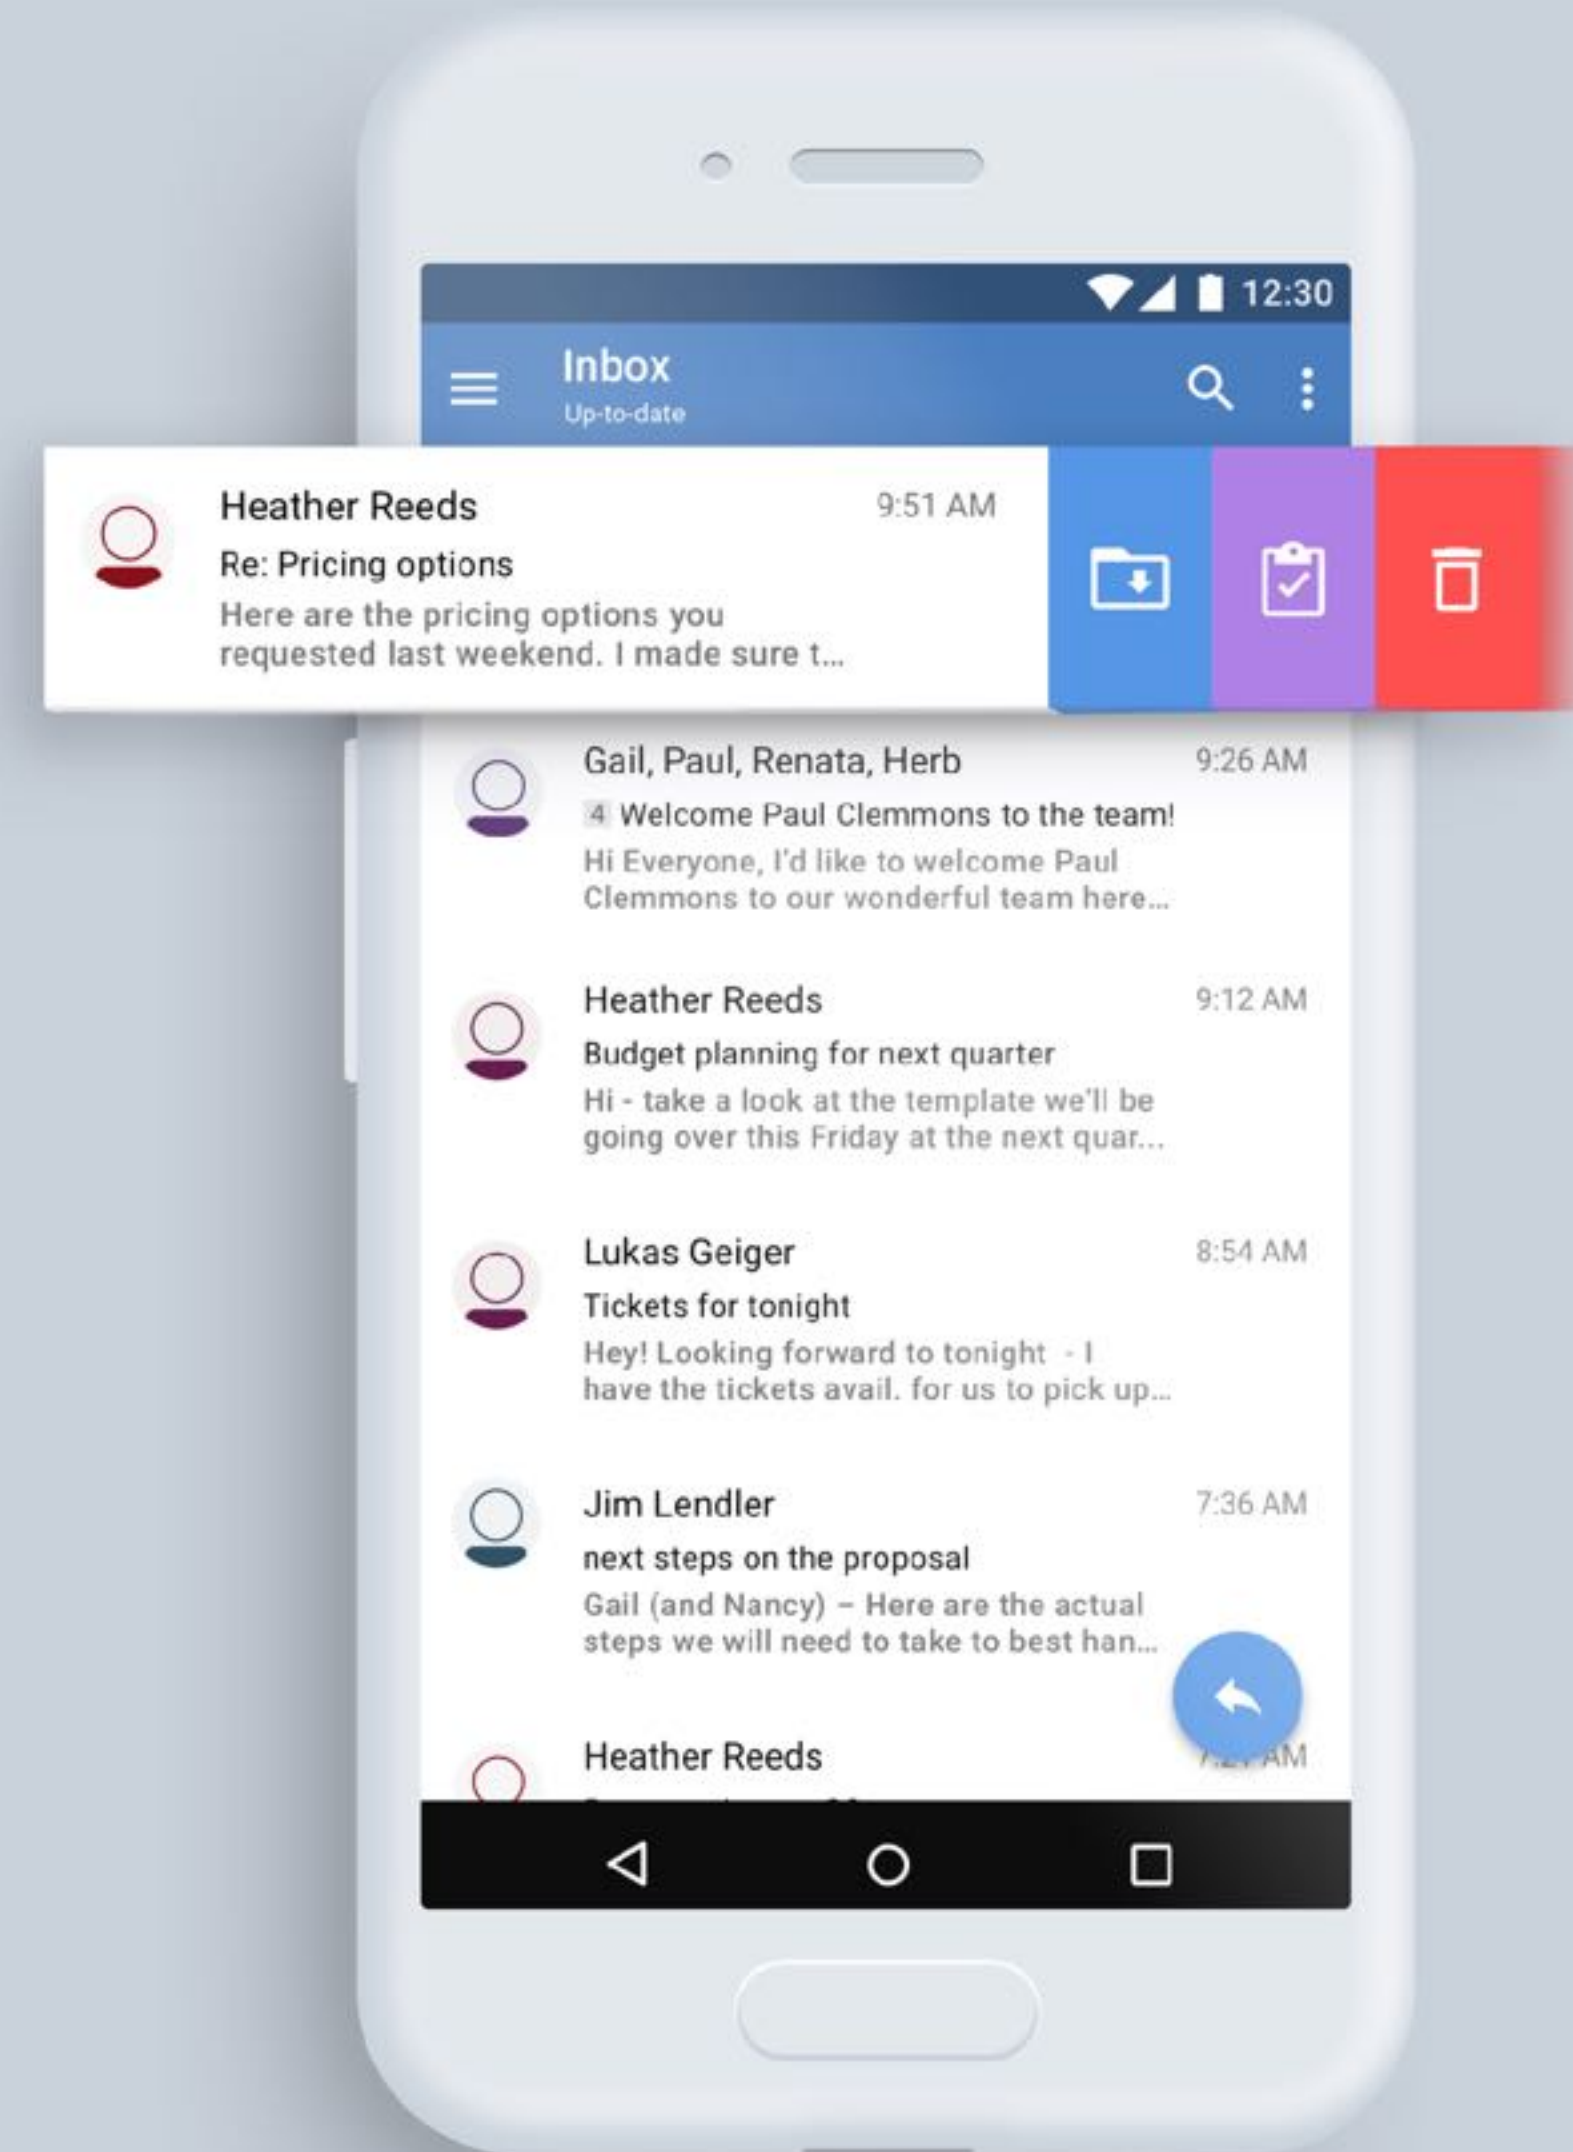 12:30
Inbox
Up-to-date
Heather Reeds 9:51 AM
Re: Pricing options
Here are the pricing options you
requested last weekend. I made sure t...
Gail, Paul, Renata, Herb 9:26 AM
4 Welcome Paul Clemmons to the team!
Hi Everyone, I'd like to welcome Paul
Clemmons to our wonderful team here...
Heather Reeds 9:12 AM
Budget planning for next quarter
Hi - take a look at the template we'll be
going over this Friday at the next quar...
Lukas Geiger 8:54 AM
Tickets for tonight
Hey! Looking forward to tonight - I
have the tickets avail. for us to pick up...
Jim Lendler 7:36 AM
next steps on the proposal
Gail (and Nancy) – Here are the actual
steps we will need to take to best han...
Heather Reeds AM